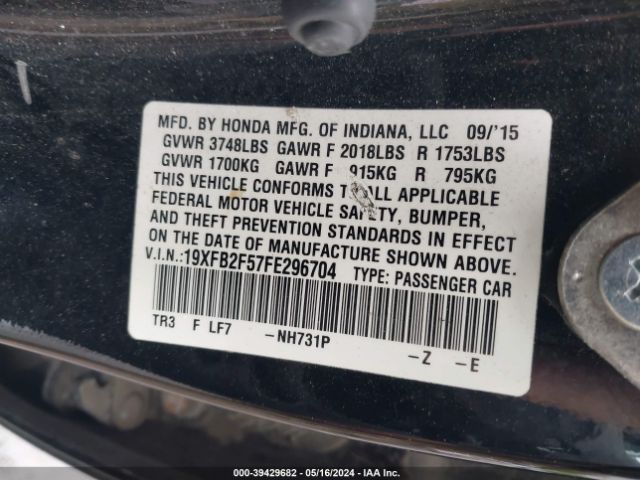 MFD. BY HONDA MFG. OF INDIANA, LLC 09/'15
GVWR 3748LBS GAWR F 2018LBS R 1753LBS
GVWR 1700KG GAWR F 915KG R 795KG
THIS VEHICLE CONFORMS TO ALL APPLICABLE
FEDERAL MOTOR VEHICLE SAFETY, BUMPER,
AND THEFT PREVENTION STANDARDS IN EFFECT
ON THE DATE OF MANUFACTURE SHOWN ABOVE.
V.I.N.:19XFB2F57FE296704 TYPE: PASSENGER CAR
TR3 F LF7 -NH731P -Z -E
000-39429682 - 05/16/2024 - IAA Inc.